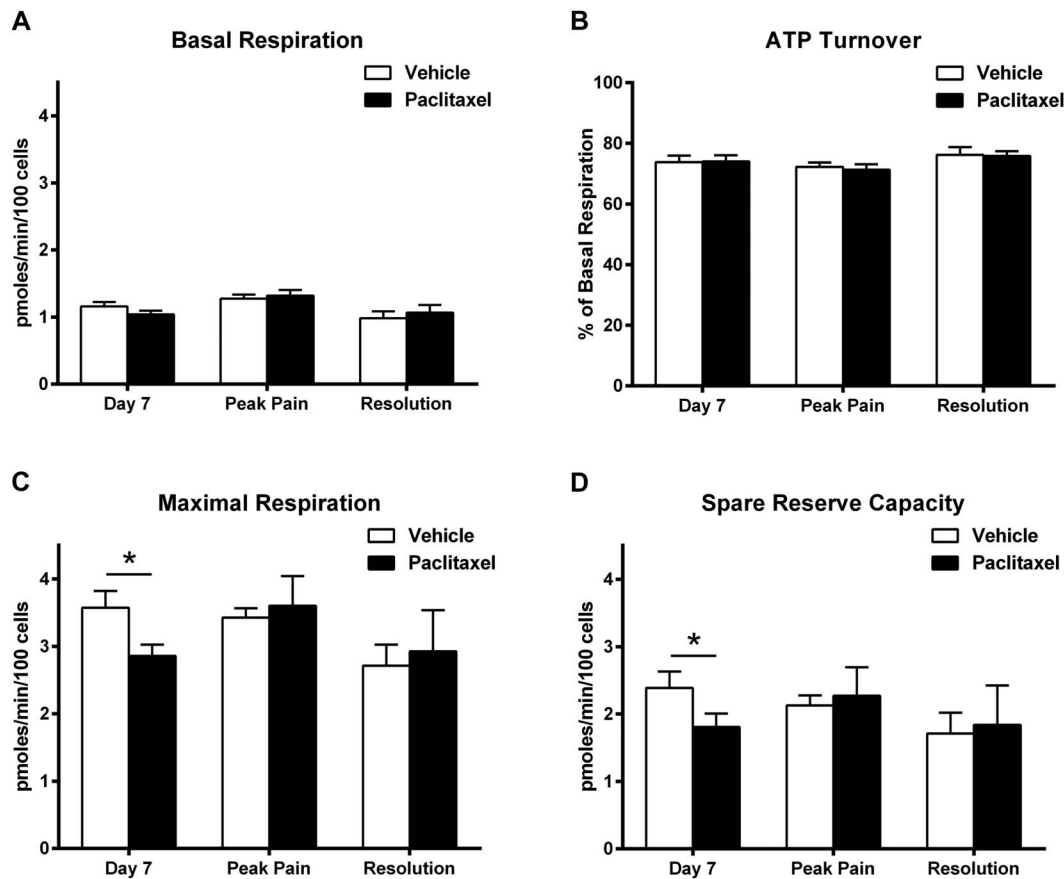 A
Basal Respiration
Vehicle
Paclitaxel
pmoles/min/100 cells
4
3
2
1
0
Day 7 Peak Pain Resolution
B
ATP Turnover
Vehicle
Paclitaxel
% of Basal Respiration
100
80
60
40
20
0
Day 7 Peak Pain Resolution
C
Maximal Respiration
Vehicle
Paclitaxel
pmoles/min/100 cells
4
3
2
1
0
*
Day 7 Peak Pain Resolution
D
Spare Reserve Capacity
Vehicle
Paclitaxel
pmoles/min/100 cells
4
3
2
1
0
*
Day 7 Peak Pain Resolution